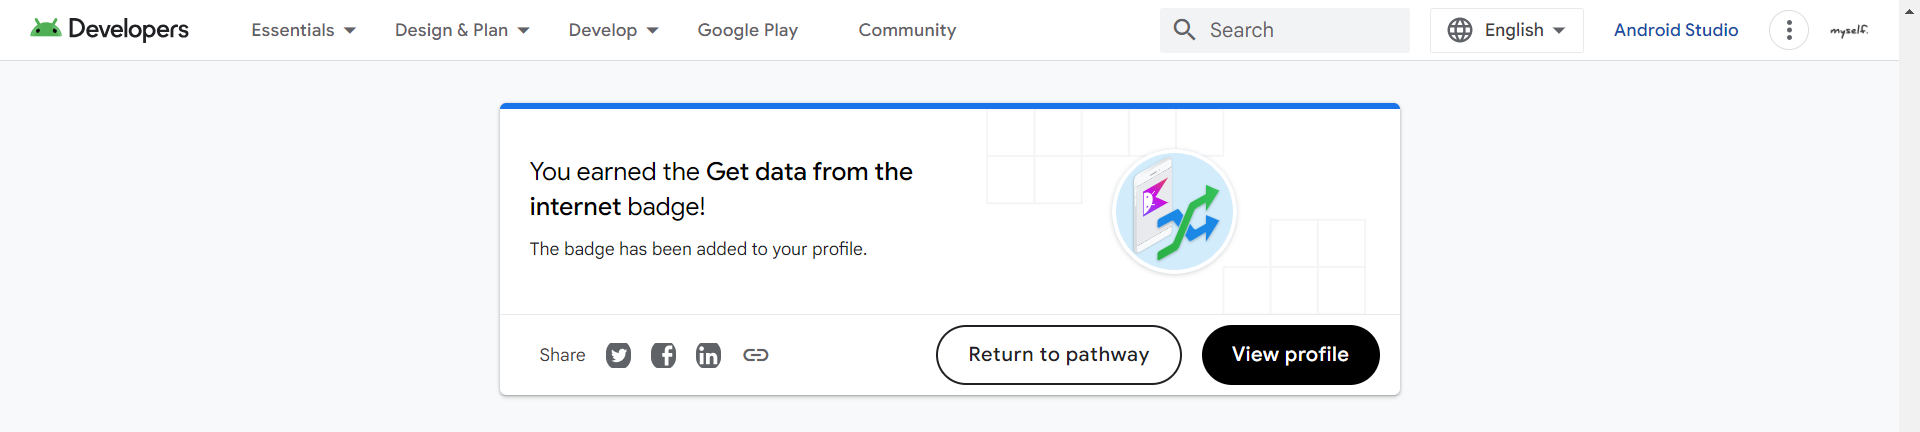 Developers
Essentials
Design & Plan
Develop
Google Play
Community
Search
English
Android Studio
myself.
You earned the Get data from the
internet badge!
The badge has been added to your profile.
Share
Return to pathway
View profile